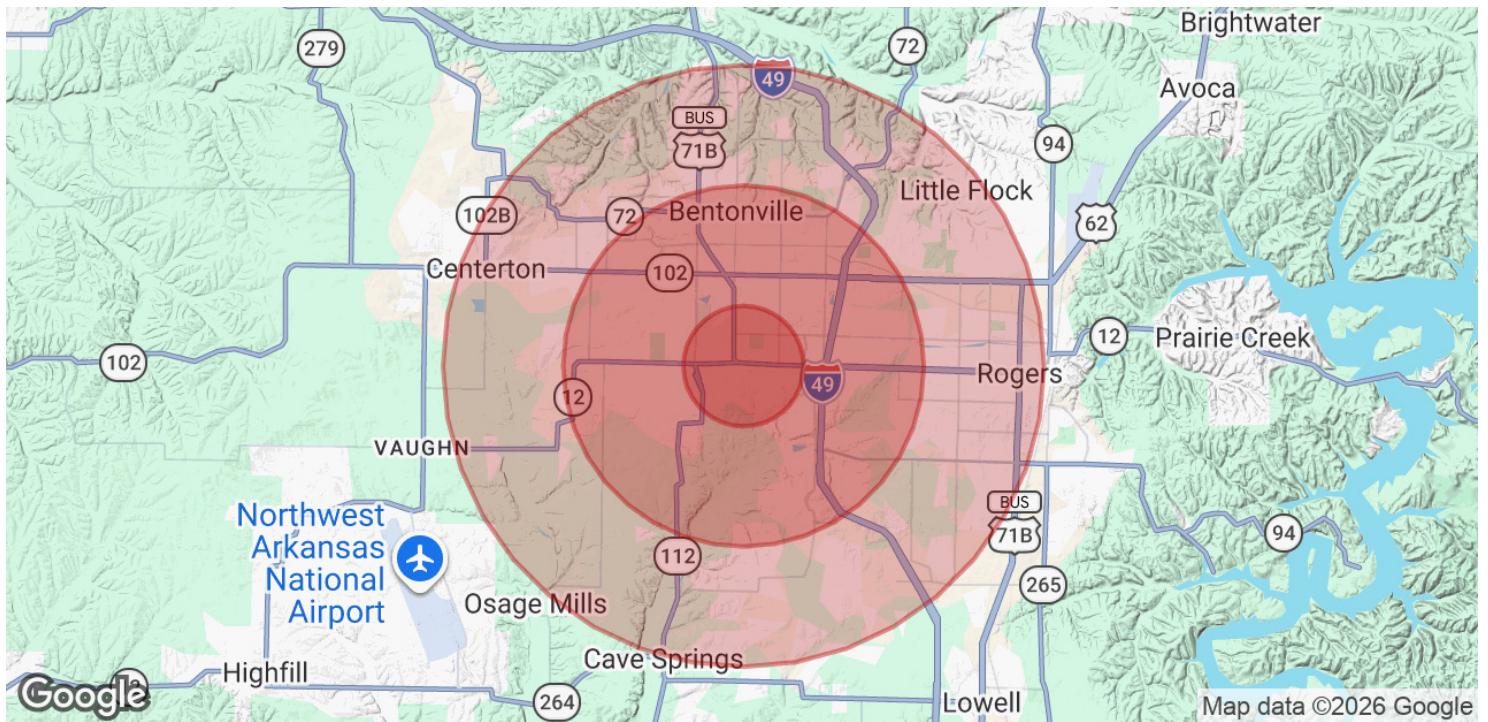 Brightwater
279
72
49
Avoca
BUS
71B
94
Little Flock
102B
72
Bentonville
62
Centerton
102
12
Prairie Creek
102
49
Rogers
12
VAUGHN
BUS
71B
Northwest
Arkansas
National
Airport
112
94
265
Osage Mills
Cave Springs
Highfill
264
Lowell
Google
Map data ©2026 Google